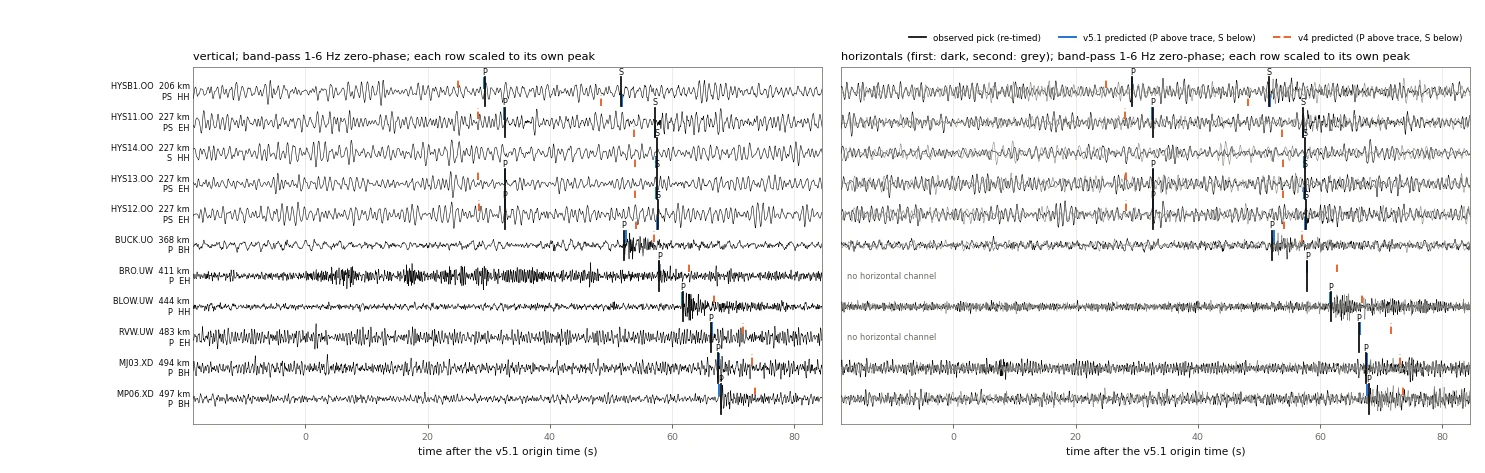 observed pick (re-timed)   v5.1 predicted (P above trace, S below)   v4 predicted (P above trace, S below)
vertical; band-pass 1-6 Hz zero-phase; each row scaled to its own peak
horizontals (first: dark, second: grey); band-pass 1-6 Hz zero-phase; each row scaled to its own peak
HYSB1.OO 206 km
PS HH
HYS11.OO 227 km
PS EH
HYS14.OO 227 km
S HH
HYS13.OO 227 km
PS EH
HYS12.OO 227 km
PS EH
BUCK.UO 368 km
P BH
BRO.UW 411 km
P EH
BLOW.UW 444 km
P HH
RVW.UW 483 km
P EH
MJ03.XD 494 km
P BH
MP06.XD 497 km
P BH
P S
P S
P
P
P
P
P
P
P
P S
P S
P
P
P
P
P
P
P
no horizontal channel
no horizontal channel
0 20 40 60 80
0 20 40 60 80
time after the v5.1 origin time (s)
time after the v5.1 origin time (s)